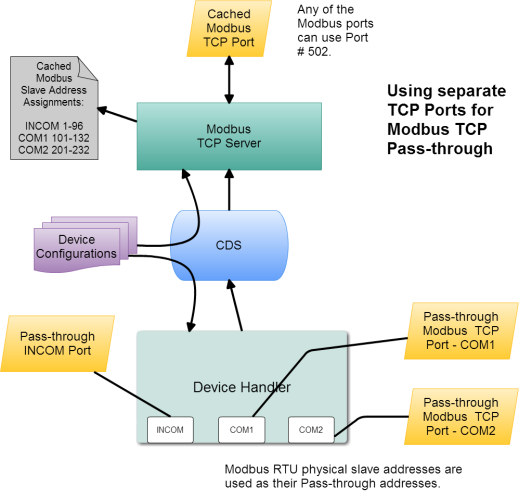 Cached
Modbus
TCP Port
Any of the
Modbus ports
can use Port
# 502.
Cached
Modbus
Slave Address
Assignments:
INCOM 1-96
COM1 101-132
COM2 201-232
Modbus
TCP Server
Using separate
TCP Ports for
Modbus TCP
Pass-through
Device
Configurations
CDS
Pass-through
INCOM Port
Pass-through
Modbus TCP
Port - COM1
Device Handler
Pass-through
Modbus TCP
Port - COM2
INCOM
COM1
COM2
Modbus RTU physical slave addresses are
used as their Pass-through addresses.